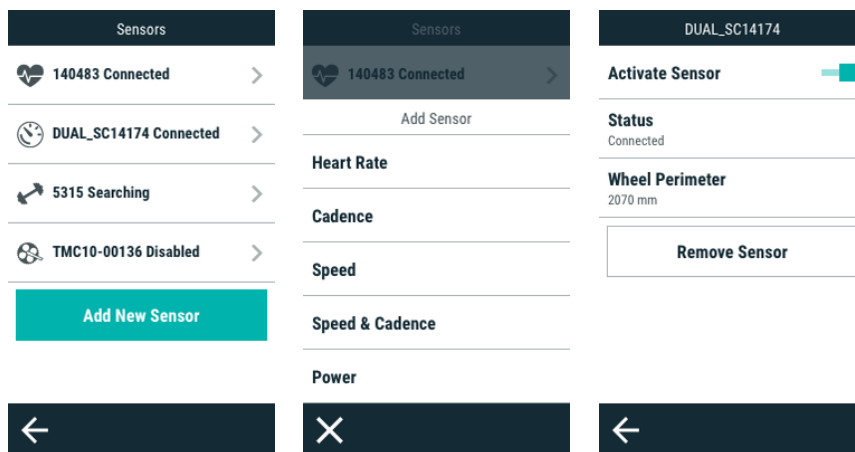 Sensors
140483 Connected
DUAL_SC14174 Connected
5315 Searching
TMC10-00136 Disabled
Add New Sensor
Sensors
140483 Connected
Add Sensor
Heart Rate
Cadence
Speed
Speed & Cadence
Power
DUAL_SC14174
Activate Sensor
Status
Connected
Wheel Perimeter
2070 mm
Remove Sensor